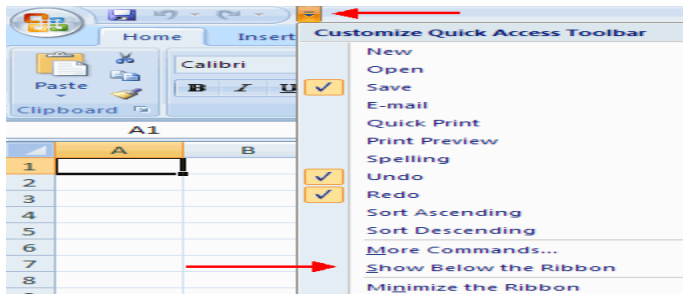 Home Insert
Calibri
Paste
B I U
Clipboard
A1
A B
1
2
3
4
5
6
7
8
Customize Quick Access Toolbar
New
Open
Save
E-mail
Quick Print
Print Preview
Spelling
Undo
Redo
Sort Ascending
Sort Descending
More Commands...
Show Below the Ribbon
Minimize the Ribbon